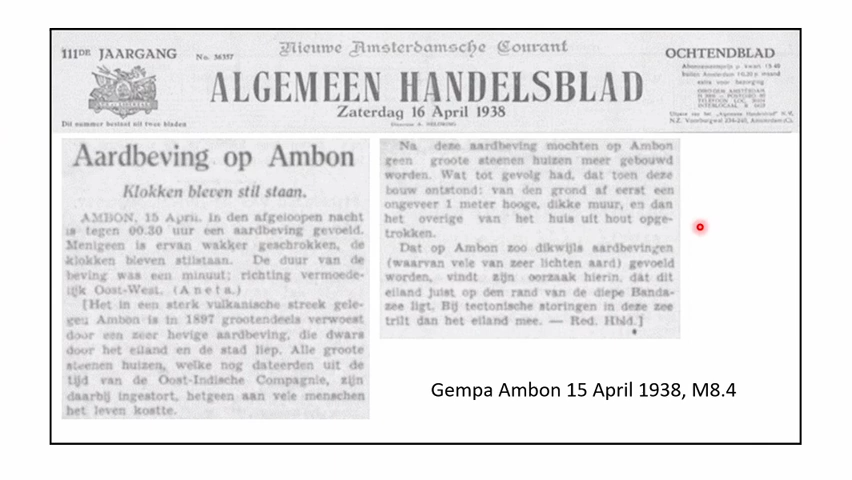 Nieuwe Amsterdamsche Courant
111DE JAARGANG
No. 36357
ALGEMEEN HANDELSBLAD
OCHTENDBLAD
Zaterdag 16 April 1938
Dit nummer bestaat uit twee bladen
Aardbeving op Ambon
Klokken bleven stil staan.
AMBON, 15 April. In den afgeloopen nacht
is tegen 00.30 uur een aardbeving gevoeld.
Menigeen is ervan wakker geschrokken, de
klokken bleven stilstaan. De duur van de
beving was een minuut; richting vermoede-
lijk Oost-West. (Aneta.)
[Het in een sterk vulkanische streek gele-
gen Ambon is in 1897 grootendeels verwoest
door een zeer hevige aardbeving, die dwars
door het eiland en de stad liep. Alle groote
steenen huizen, welke nog dateerden uit de
tijd van de Oost-Indische Compagnie, zijn
daarbij ingestort, hetgeen aan vele menschen
het leven kostte.
Na deze aardbeving mochten op Ambon
geen groote steenen huizen meer gebouwd
worden. Wat tot gevolg had, dat toen deze
bouw ontstond: van den grond af eerst een
ongeveer 1 meter hooge, dikke muur, en dan
het overige van het huis uit hout opge-
trokken.
Dat op Ambon zoo dikwijls aardbevingen
(waarvan vele van zeer lichten aard) gevoeld
worden, vindt zijn oorzaak hierin, dat dit
eiland juist op den rand van de diepe Banda-
zee ligt. Bij tectonische storingen in deze zee
trilt dan het eiland mee. — Red. Hbld.]
Gempa Ambon 15 April 1938, M8.4